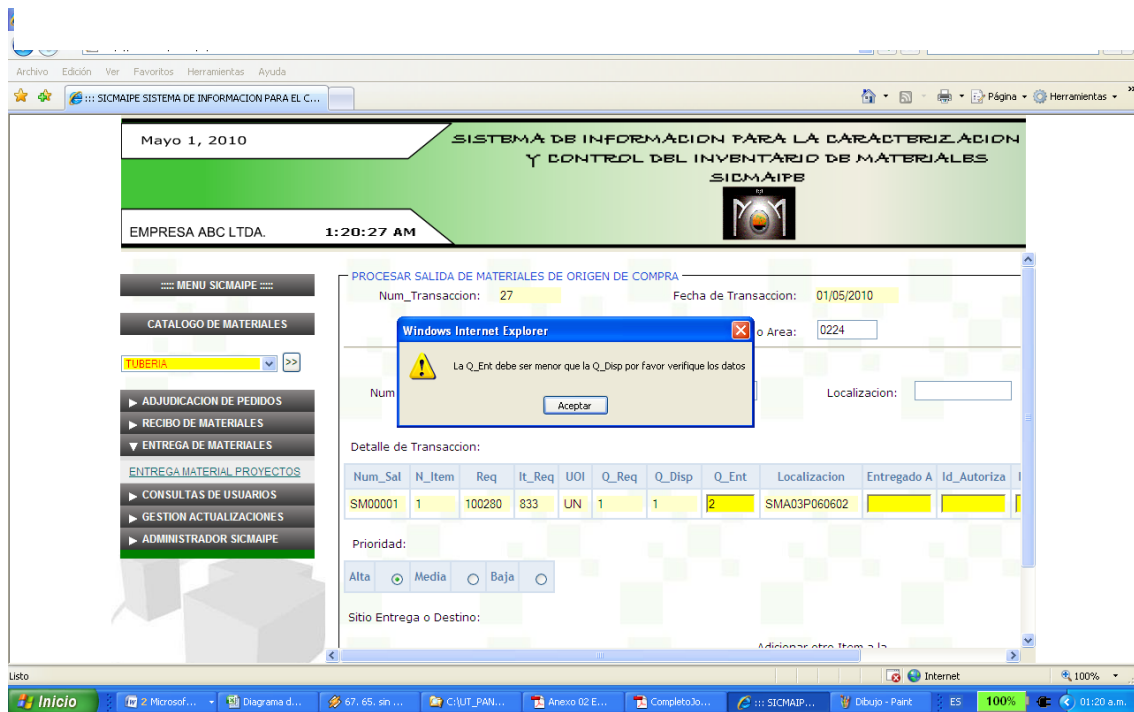 Archivo Edición Ver Favoritos Herramientas Ayuda
::: SICMAIPE SISTEMA DE INFORMACION PARA EL C...
Página Herramientas
Mayo 1, 2010
SISTEMA DE INFORMACION PARA LA CARACTERIZACION
Y CONTROL DEL INVENTARIO DE MATERIALES
SICMAIPE
EMPRESA ABC LTDA. 1:20:27 AM
::::: MENU SICMAIPE :::::
CATALOGO DE MATERIALES
TUBERIA >>
ADJUDICACION DE PEDIDOS
RECIBO DE MATERIALES
ENTREGA DE MATERIALES
ENTREGA MATERIAL PROYECTOS
CONSULTAS DE USUARIOS
GESTION ACTUALIZACIONES
ADMINISTRADOR SICMAIPE
PROCESAR SALIDA DE MATERIALES DE ORIGEN DE COMPRA
Num_Transaccion: 27 Fecha de Transaccion: 01/05/2010
o Area: 0224
Windows Internet Explorer
La Q_Ent debe ser menor que la Q_Disp por favor verifique los datos
Aceptar
Num Localizacion:
Detalle de Transaccion:
Num_Sal N_Item Req It_Req UOI Q_Req Q_Disp Q_Ent Localizacion Entregado A Id_Autoriza
SM00001 1 100280 833 UN 1 1 2 SMA03P060602
Prioridad:
Alta Media Baja
Sitio Entrega o Destino:
Adicionar otro Item a la
Listo Internet 100%
Inicio 2 Microsof... Diagrama d... 67. 65. sin ... C:\UT_PAN... Anexo 02 E... CompletoJo... ::: SICMAIP... Dibujo - Paint ES 100% 01:20 a.m.